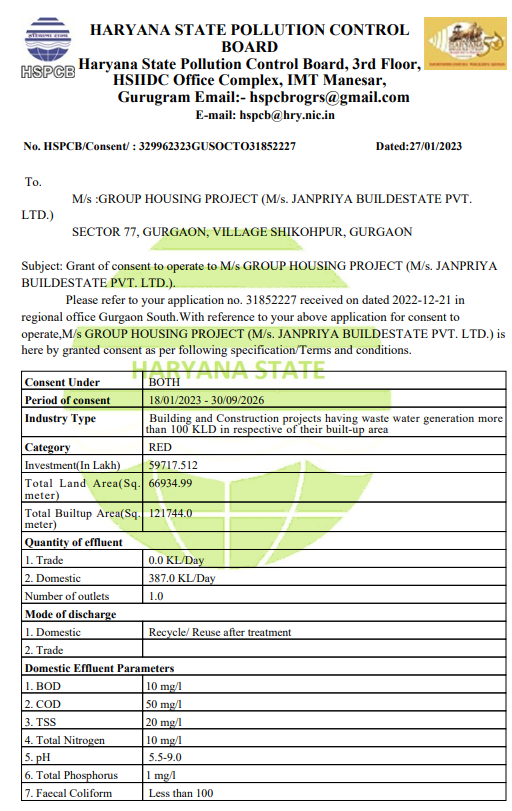 HSPCB
HARYANA STATE POLLUTION CONTROL
BOARD
Haryana State Pollution Control Board, 3rd Floor,
HSIIDC Office Complex, IMT Manesar,
Gurugram Email:- hspcbrogrs@gmail.com
E-mail: hspcb@hry.nic.in
No. HSPCB/Consent/ : 329962323GUSOCTO31852227 Dated:27/01/2023
To.
M/s :GROUP HOUSING PROJECT (M/s. JANPRIYA BUILDESTATE PVT.
LTD.)
SECTOR 77, GURGAON, VILLAGE SHIKOHPUR, GURGAON
Subject: Grant of consent to operate to M/s GROUP HOUSING PROJECT (M/s. JANPRIYA
BUILDESTATE PVT. LTD.).
Please refer to your application no. 31852227 received on dated 2022-12-21 in
regional office Gurgaon South.With reference to your above application for consent to
operate,M/s GROUP HOUSING PROJECT (M/s. JANPRIYA BUILDESTATE PVT. LTD.) is
here by granted consent as per following specification/Terms and conditions.
HARYANA STATE
Consent Under BOTH
Period of consent 18/01/2023 - 30/09/2026
Industry Type Building and Construction projects having waste water generation more
than 100 KLD in respective of their built-up area
Category RED
Investment(In Lakh) 59717.512
Total Land Area(Sq. 66934.99
meter)
Total Builtup Area(Sq. 121744.0
meter)
Quantity of effluent
1. Trade 0.0 KL/Day
2. Domestic 387.0 KL/Day
Number of outlets 1.0
Mode of discharge
1. Domestic Recycle/ Reuse after treatment
2. Trade
Domestic Effluent Parameters
1. BOD 10 mg/l
2. COD 50 mg/l
3. TSS 20 mg/l
4. Total Nitrogen 10 mg/l
5. pH 5.5-9.0
6. Total Phosphorus 1 mg/l
7. Faecal Coliform Less than 100